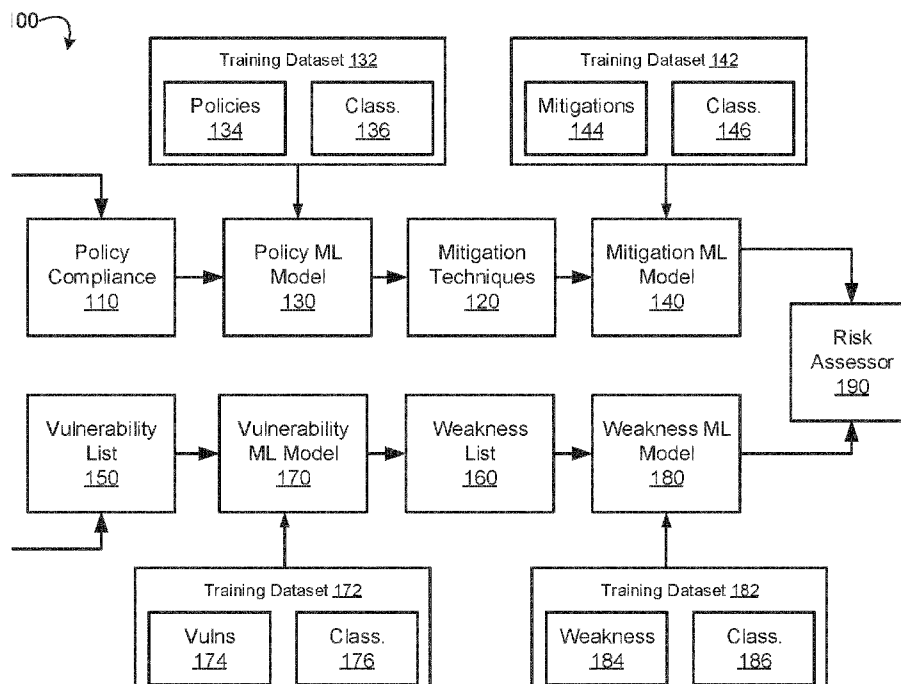 100
Training Dataset 132
Policies
134
Class.
136
Training Dataset 142
Mitigations
144
Class.
146
Policy
Compliance
110
Policy ML
Model
130
Mitigation
Techniques
120
Mitigation ML
Model
140
Risk
Assessor
190
Vulnerability
List
150
Vulnerability
ML Model
170
Weakness
List
160
Weakness ML
Model
180
Training Dataset 172
Vulns
174
Class.
176
Training Dataset 182
Weakness
184
Class.
186